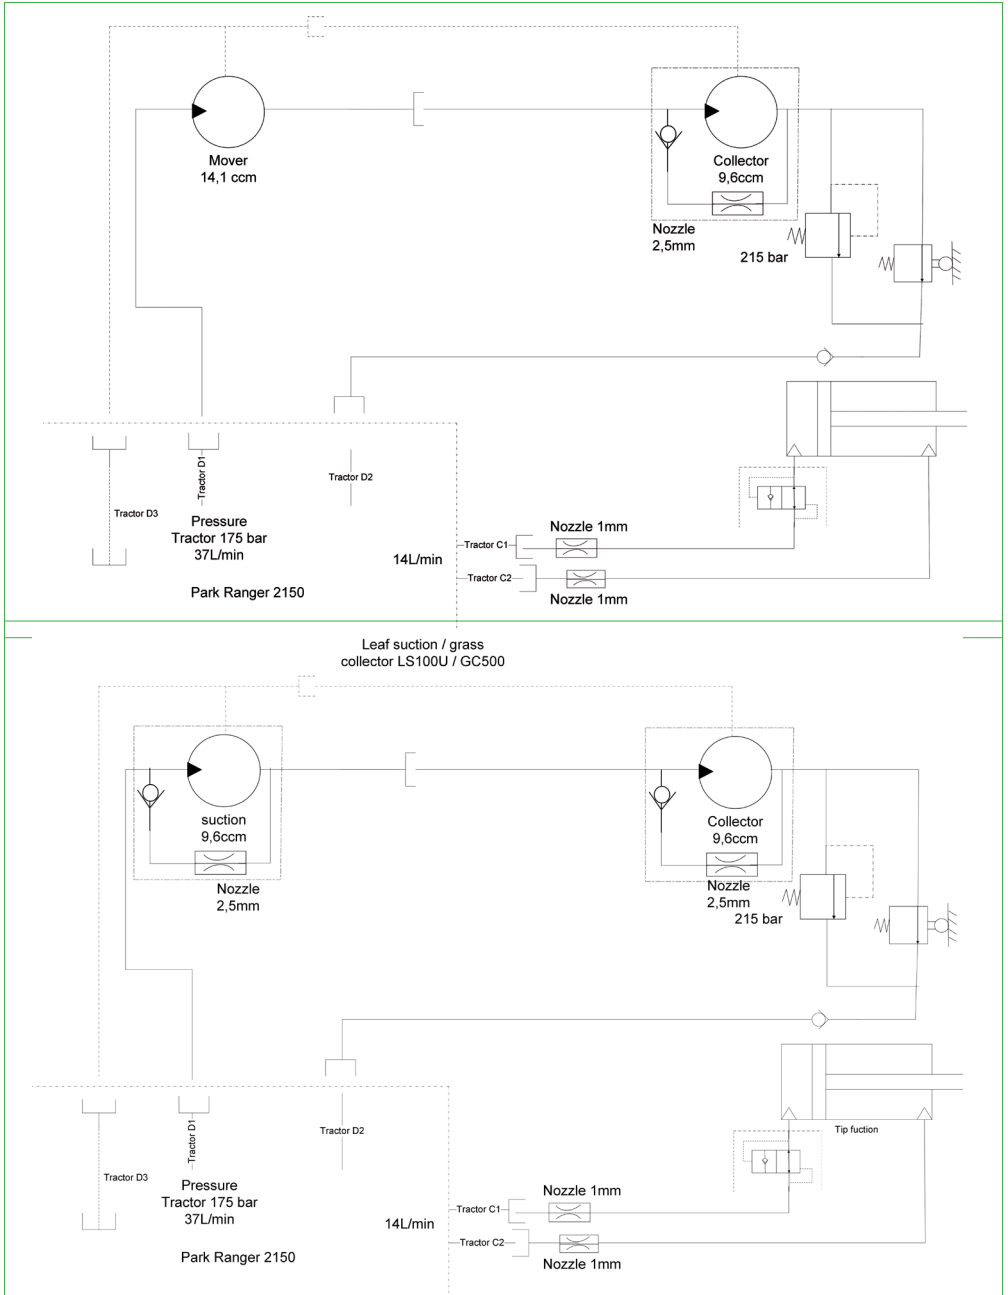 Mover
14,1 ccm
Collector
9,6ccm
Nozzle
2,5mm
215 bar
Tractor D3
Tractor D1
Tractor D2
Pressure
Tractor 175 bar
37L/min
Park Ranger 2150
14L/min
Tractor C1
Nozzle 1mm
Tractor C2
Nozzle 1mm
Leaf suction / grass
collector LS100U / GC500
suction
9,6ccm
Nozzle
2,5mm
Collector
9,6ccm
Nozzle
2,5mm
215 bar
Tip fuction
Tractor D3
Tractor D1
Tractor D2
Pressure
Tractor 175 bar
37L/min
Park Ranger 2150
14L/min
Tractor C1
Nozzle 1mm
Tractor C2
Nozzle 1mm